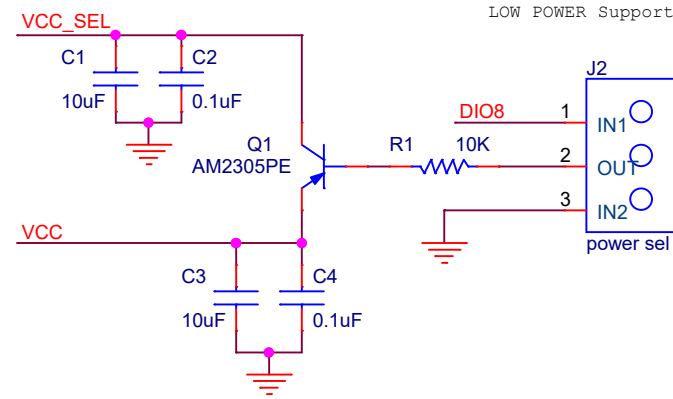 LOW POWER Support
VCC_SEL
C1
C2
10uF
0.1uF
J2
DIO8
1
IN1
Q1
AM2305PE
R1
10K
2
OUT
3
IN2
power sel
VCC
C3
C4
10uF
0.1uF